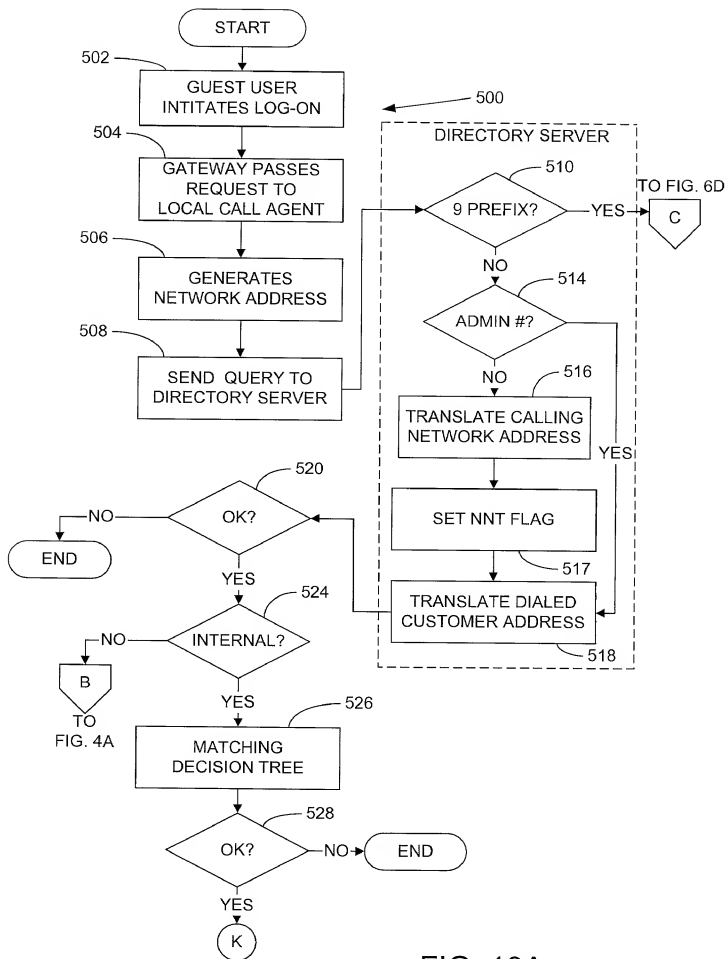 START
502
GUEST USER
INTITATES LOG-ON
500
504
GATEWAY PASSES
REQUEST TO
LOCAL CALL AGENT
506
GENERATES
NETWORK ADDRESS
508
SEND QUERY TO
DIRECTORY SERVER
DIRECTORY SERVER
510
9 PREFIX?
YES
TO FIG. 6D
C
NO
514
ADMIN #?
NO
YES
516
TRANSLATE CALLING
NETWORK ADDRESS
SET NNT FLAG
517
TRANSLATE DIALED
CUSTOMER ADDRESS
518
520
OK?
NO
END
YES
524
INTERNAL?
NO
B
TO
FIG. 4A
YES
526
MATCHING
DECISION TREE
528
OK?
NO
END
YES
K